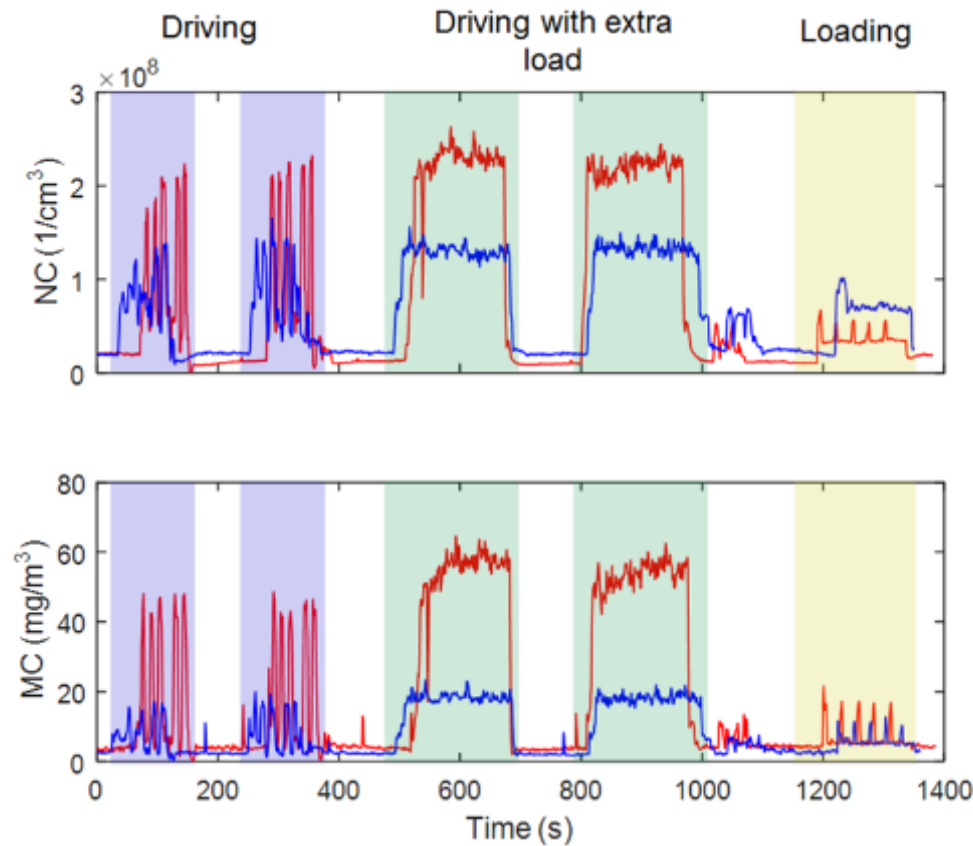 Driving
Driving with extra
load
Loading
× 10⁸
3
2
1
0
NC (1/cm³)
80
60
40
20
0
MC (mg/m³)
0 200 400 600 800 1000 1200 1400
Time (s)